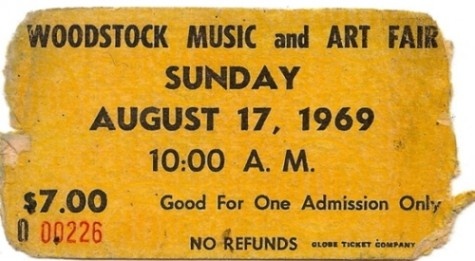 WOODSTOCK MUSIC and ART FAIR
SUNDAY
AUGUST 17, 1969
10:00 A. M.
$7.00 Good For One Admission Only
0 00226
NO REFUNDS GLOBE TICKET COMPANY